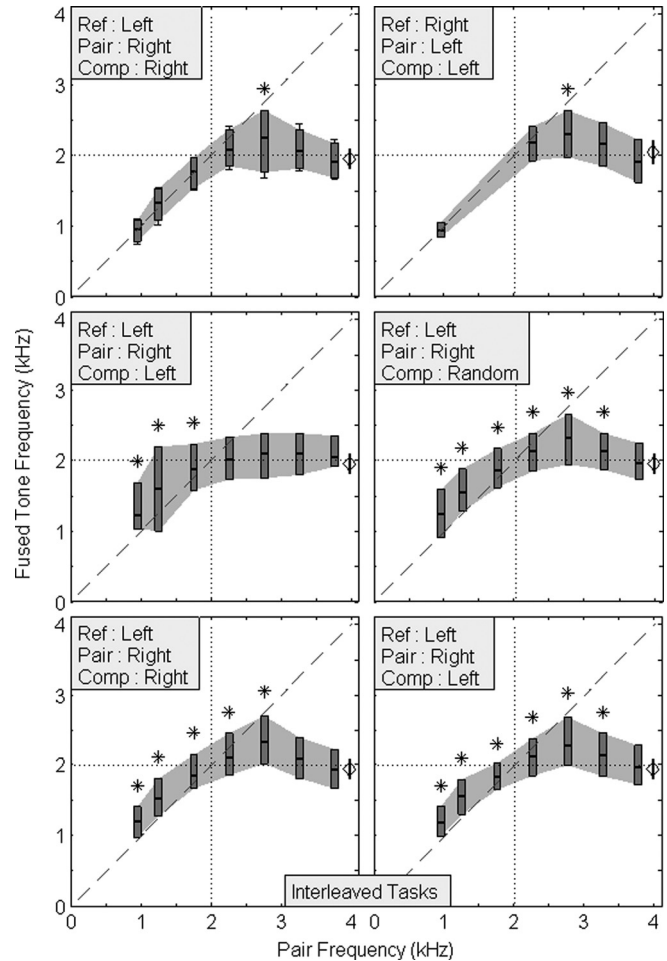 Ref : Left
Pair : Right
Comp : Right
Ref : Right
Pair : Left
Comp : Left
4
3
2
1
0
* *
Ref : Left
Pair : Right
Comp : Left
Ref : Left
Pair : Right
Comp : Random
4
3
2
1
0
* * *
* * * * * *
Fused Tone Frequency (kHz)
Ref : Left
Pair : Right
Comp : Right
Ref : Left
Pair : Right
Comp : Left
4
3
2
1
0
* * * * *
* * * * * *
Interleaved Tasks
0 1 2 3 4 0 1 2 3 4
Pair Frequency (kHz)